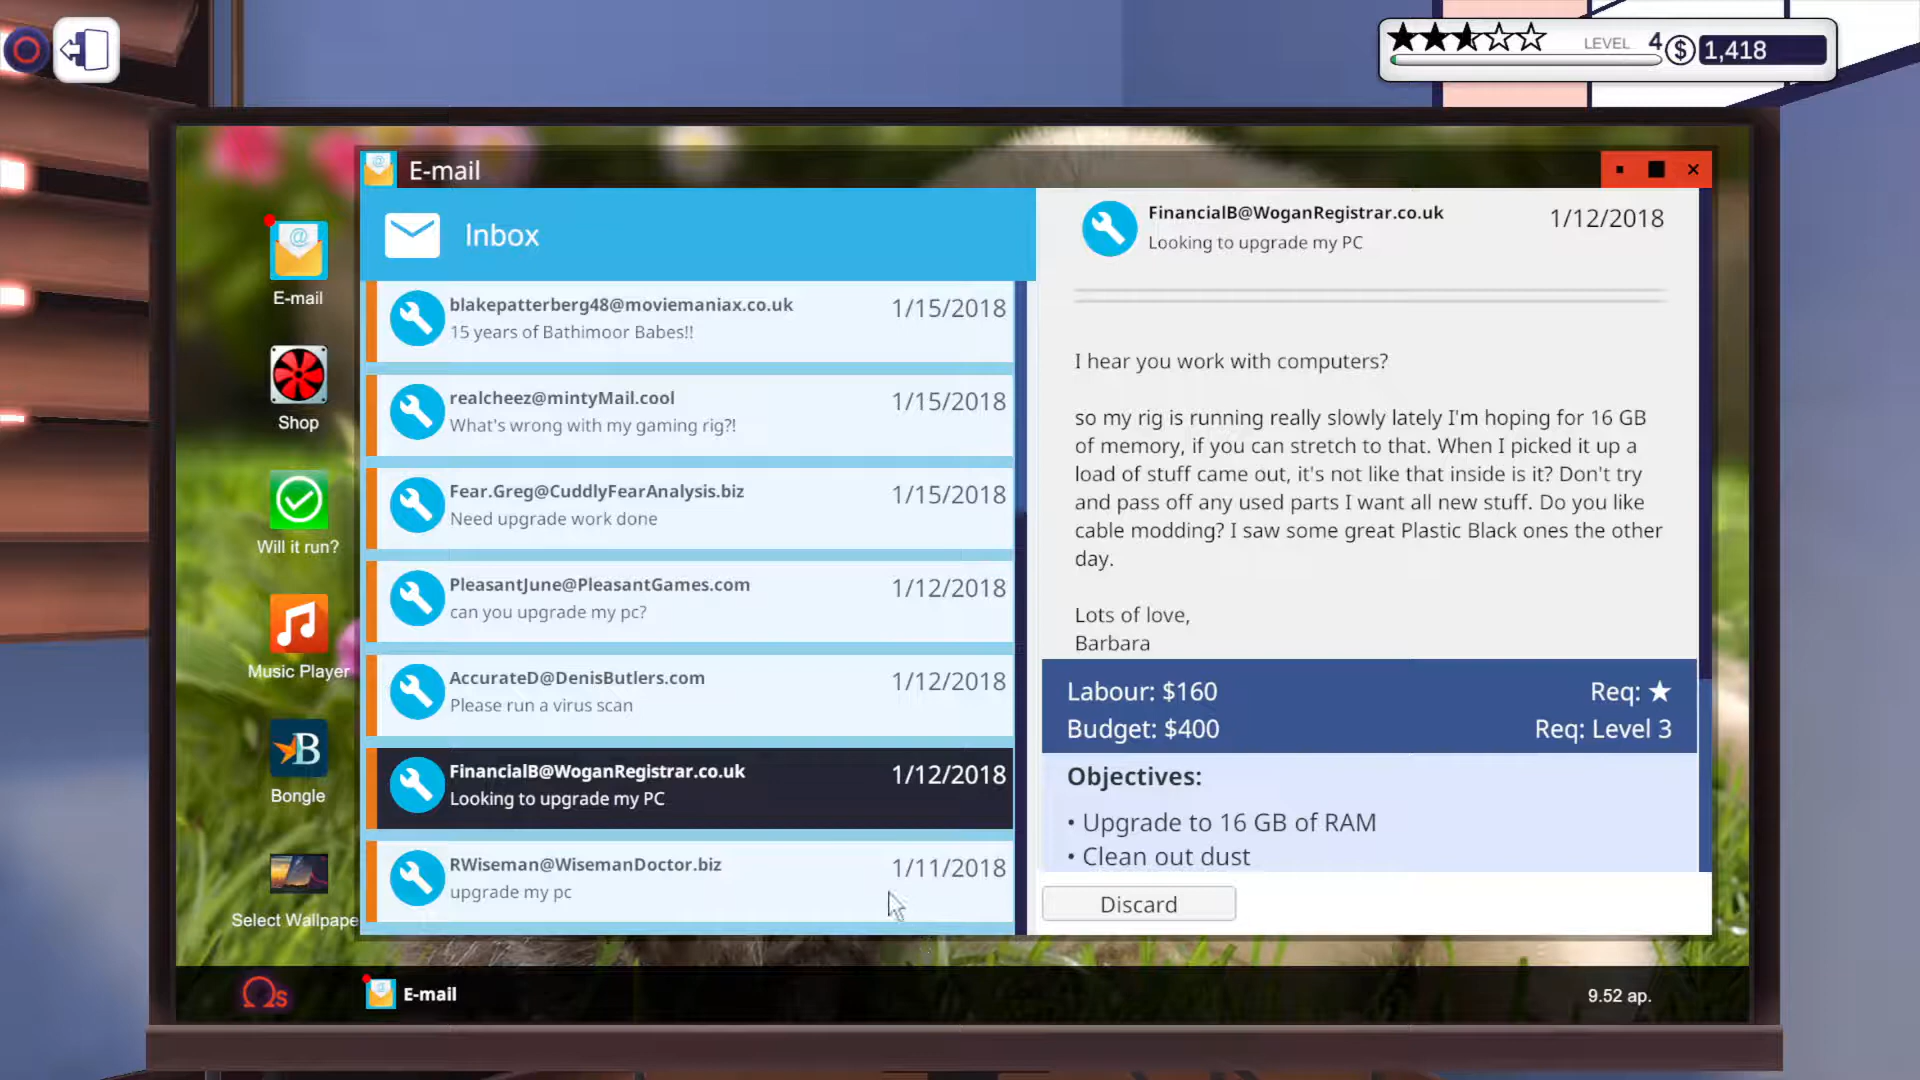 LEVEL 4 $ 1,418
E-mail
Inbox
blakepatterberg48@moviemaniax.co.uk 1/15/2018
15 years of Bathimoor Babes!!
realcheez@mintyMail.cool 1/15/2018
What's wrong with my gaming rig?!
Fear.Greg@CuddlyFearAnalysis.biz 1/15/2018
Need upgrade work done
PleasantJune@PleasantGames.com 1/12/2018
can you upgrade my pc?
AccurateD@DenisButlers.com 1/12/2018
Please run a virus scan
FinancialB@WoganRegistrar.co.uk 1/12/2018
Looking to upgrade my PC
RWiseman@WisemanDoctor.biz 1/11/2018
upgrade my pc
FinancialB@WoganRegistrar.co.uk 1/12/2018
Looking to upgrade my PC
I hear you work with computers?
so my rig is running really slowly lately I'm hoping for 16 GB
of memory, if you can stretch to that. When I picked it up a
load of stuff came out, it's not like that inside is it? Don't try
and pass off any used parts I want all new stuff. Do you like
cable modding? I saw some great Plastic Black ones the other
day.
Lots of love,
Barbara
Labour: $160 Req: ★
Budget: $400 Req: Level 3
Objectives:
• Upgrade to 16 GB of RAM
• Clean out dust
Discard
E-mail
Shop
Will it run?
Music Player
B
Bongle
Select Wallpape
Ωs
E-mail
9.52 ap.